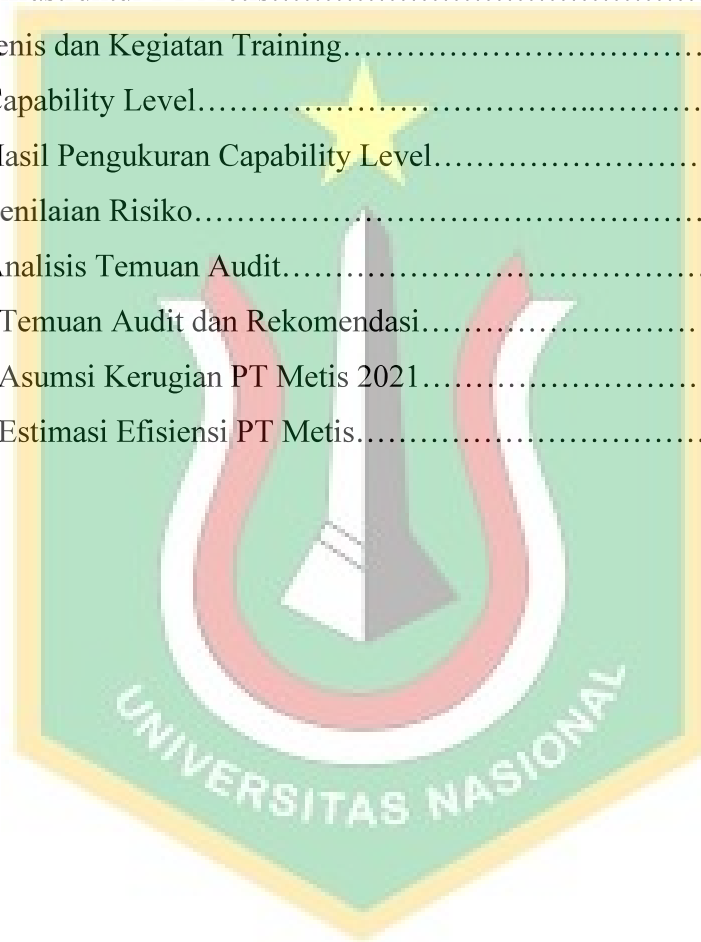 enis dan Kegiatan Training……………………………………
Capability Level……………………………………...……………
Hasil Pengukuran Capability Level……………………………
enilaian Risiko……………………………………………………
Analisis Temuan Audit……………………………………………
Temuan Audit dan Rekomendasi………………………………
Asumsi Kerugian PT Metis 2021………………………………
Estimasi Efisiensi PT Metis……………………………………
UNIVERSITAS NASIONAL